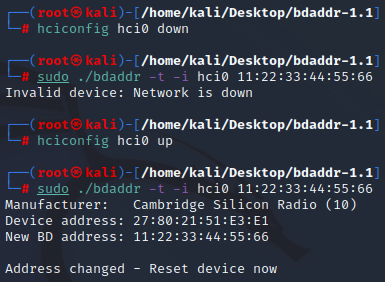 ┌──(root㉿kali)-[/home/kali/Desktop/bdaddr-1.1]
└─# hciconfig hci0 down
┌──(root㉿kali)-[/home/kali/Desktop/bdaddr-1.1]
└─# sudo ./bdaddr -t -i hci0 11:22:33:44:55:66
Invalid device: Network is down
┌──(root㉿kali)-[/home/kali/Desktop/bdaddr-1.1]
└─# hciconfig hci0 up
┌──(root㉿kali)-[/home/kali/Desktop/bdaddr-1.1]
└─# sudo ./bdaddr -t -i hci0 11:22:33:44:55:66
Manufacturer:   Cambridge Silicon Radio (10)
Device address: 27:80:21:51:E3:E1
New BD address: 11:22:33:44:55:66
Address changed - Reset device now